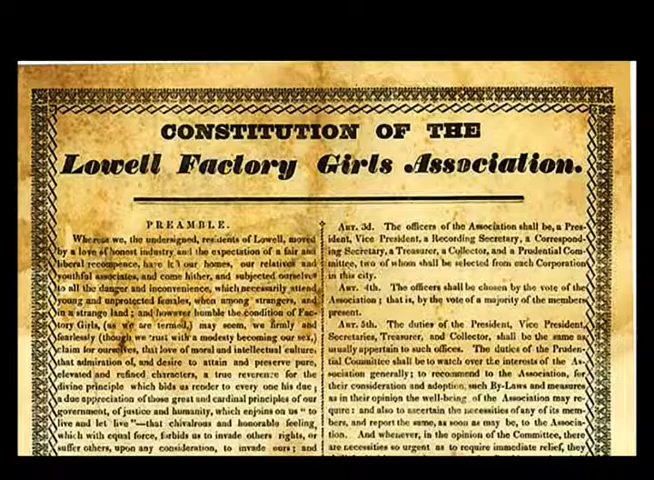 CONSTITUTION OF THE
Lowell Factory Girls Association.
PREAMBLE.
Whereas we, the undersigned, residents of Lowell, moved
by a love of honest industry and the expectation of a fair and
liberal recompence, have left our homes, our relatives and
youthful associates, and come hither, and subjected ourselves
to all the danger and inconvenience, which necessarily attend
young and unprotected females, when among strangers, and
in a strange land; and however humble the condition of Fac-
tory Girls, (as we are termed,) may seem, we firmly and
fearlessly (though we trust with a modesty becoming our sex,)
claim for ourselves, that love of moral and intellectual culture,
that admiration of, and desire to attain and preserve pure,
elevated and refined characters, a true reverence for the
divine principle which bids us render to every one his due;
a due appreciation of those great and cardinal principles of our
government, of justice and humanity, which enjoins on us "to
live and let live"—that chivalrous and honorable feeling,
which with equal force, forbids us to invade others rights, or
suffer others, upon any consideration, to invade ours; and
ART. 3d. The officers of the Association shall be, a Pres-
ident, Vice President, a Recording Secretary, a Correspond-
ing Secretary, a Treasurer, a Collector, and a Prudential Com-
mittee, two of whom shall be selected from each Corporation
in this city.
ART. 4th. The officers shall be chosen by the vote of the
Association; that is, by the vote of a majority of the members
present.
ART. 5th. The duties of the President, Vice President,
Secretaries, Treasurer, and Collector, shall be the same as
usually appertain to such offices. The duties of the Pruden-
tial Committee shall be to watch over the interests of the As-
sociation generally; to recommend to the Association, for
their consideration and adoption, such By-Laws and measures
as in their opinion the well-being of the Association may re-
quire: and also to ascertain the necessities of any of its mem-
bers, and report the same, as soon as may be, to the Associa-
tion. And whenever, in the opinion of the Committee, there
are necessities so urgent as to require immediate relief, they